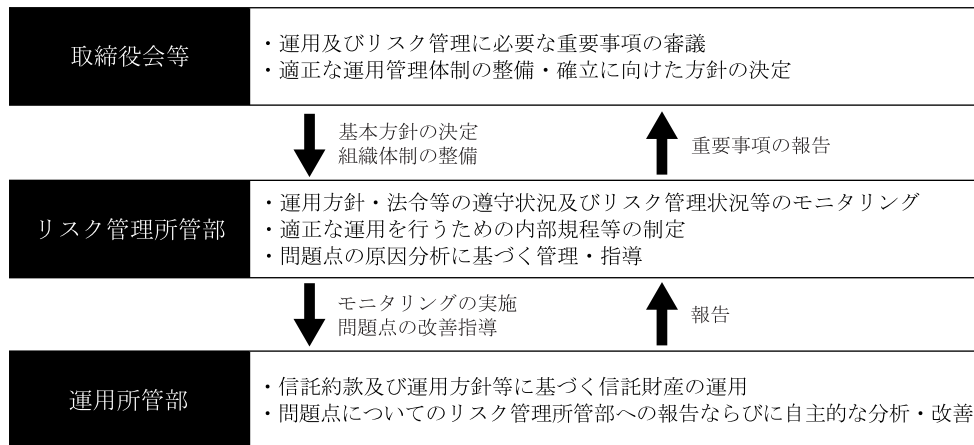 取締役会等
・運用及びリスク管理に必要な重要事項の審議
・適正な運用管理体制の整備・確立に向けた方針の決定
基本方針の決定
組織体制の整備
重要事項の報告
リスク管理所管部
・運用方針・法令等の遵守状況及びリスク管理状況等のモニタリング
・適正な運用を行うための内部規程等の制定
・問題点の原因分析に基づく管理・指導
モニタリングの実施
問題点の改善指導
報告
運用所管部
・信託約款及び運用方針等に基づく信託財産の運用
・問題点についてのリスク管理所管部への報告ならびに自主的な分析・改善